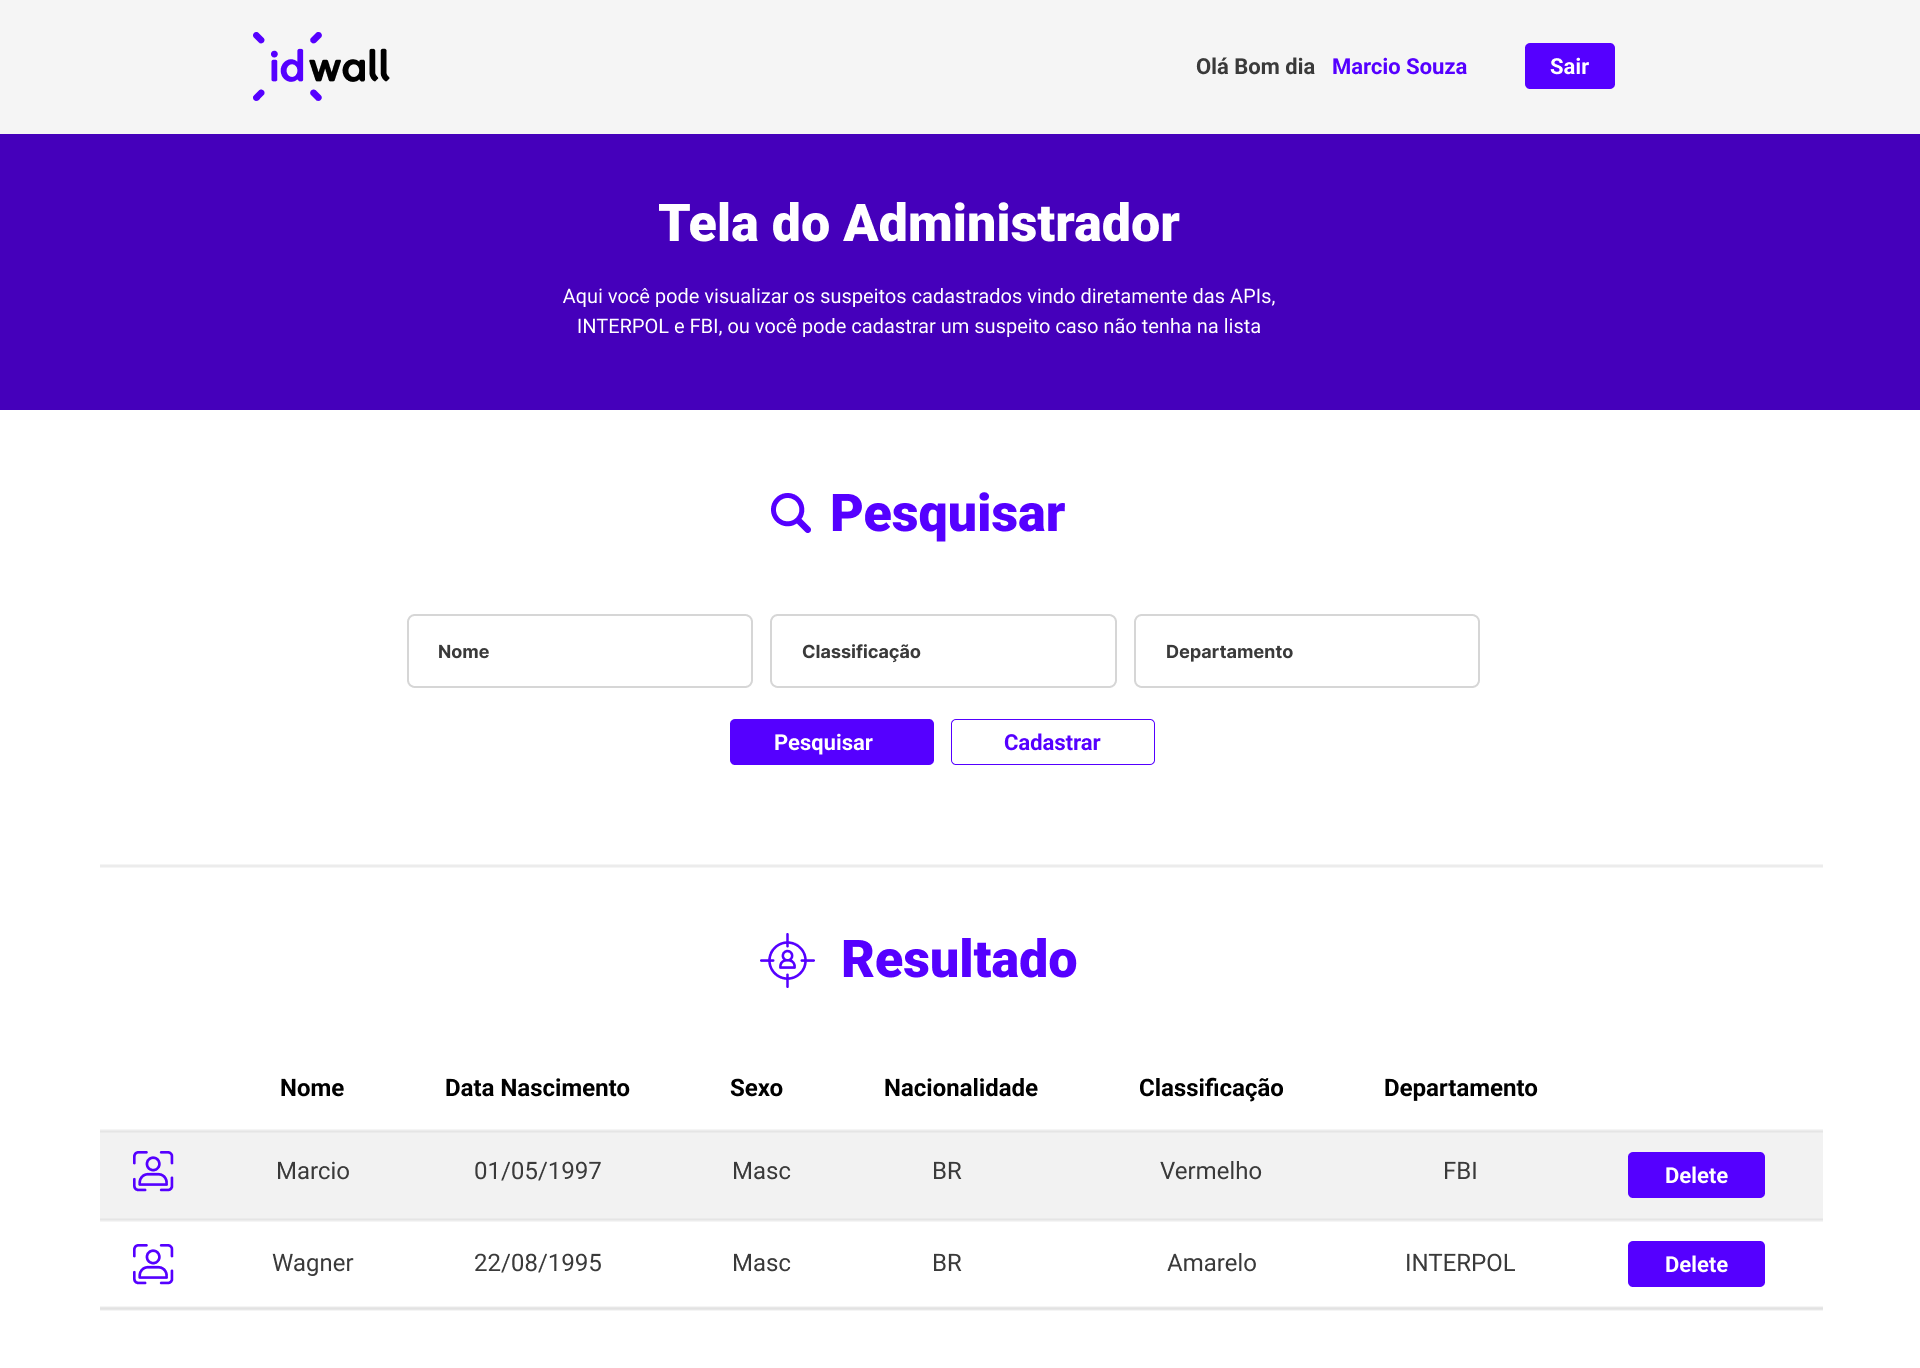 idwall
Olá Bom dia Marcio Souza Sair
Tela do Administrador
Aqui você pode visualizar os suspeitos cadastrados vindo diretamente das APIs,
INTERPOL e FBI, ou você pode cadastrar um suspeito caso não tenha na lista
Pesquisar
Nome Classificação Departamento
Pesquisar Cadastrar
Resultado
Nome Data Nascimento Sexo Nacionalidade Classificação Departamento
Marcio 01/05/1997 Masc BR Vermelho FBI Delete
Wagner 22/08/1995 Masc BR Amarelo INTERPOL Delete